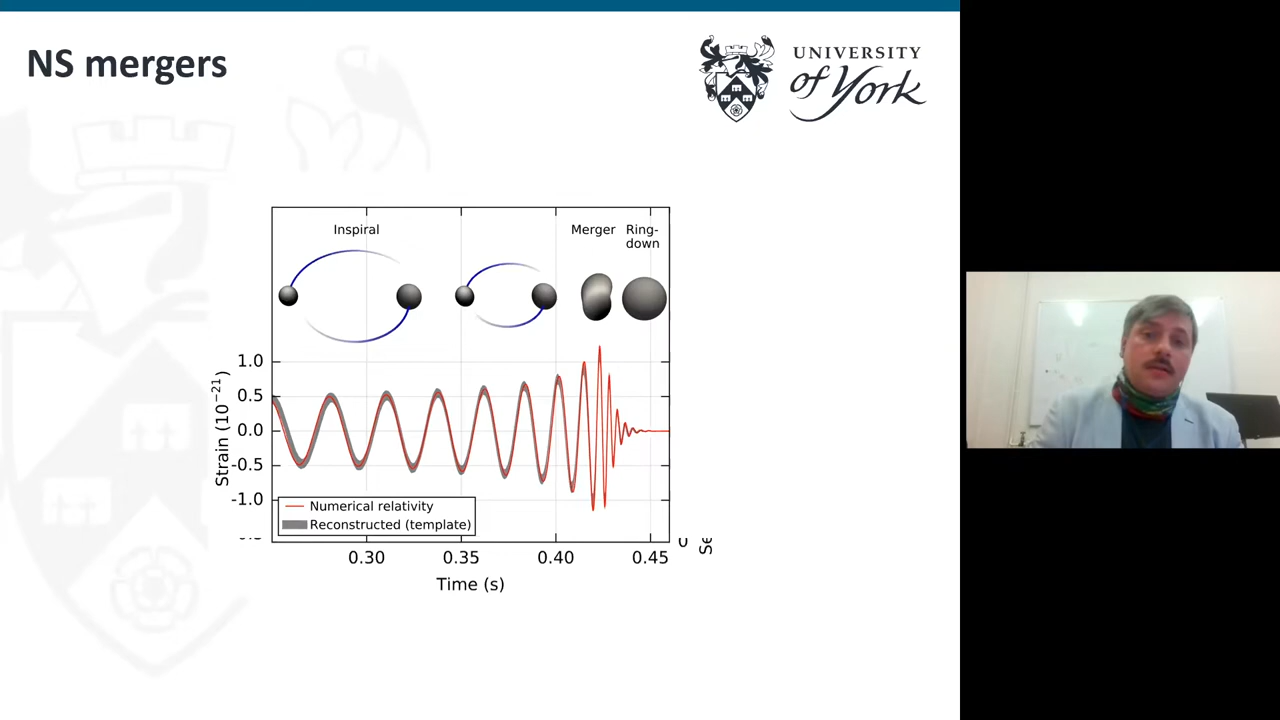 NS mergers
UNIVERSITY
of York
Inspiral
Merger
Ring-
down
Strain (10⁻²¹)
1.0
0.5
0.0
-0.5
-1.0
Numerical relativity
Reconstructed (template)
0.30
0.35
0.40
0.45
Time (s)